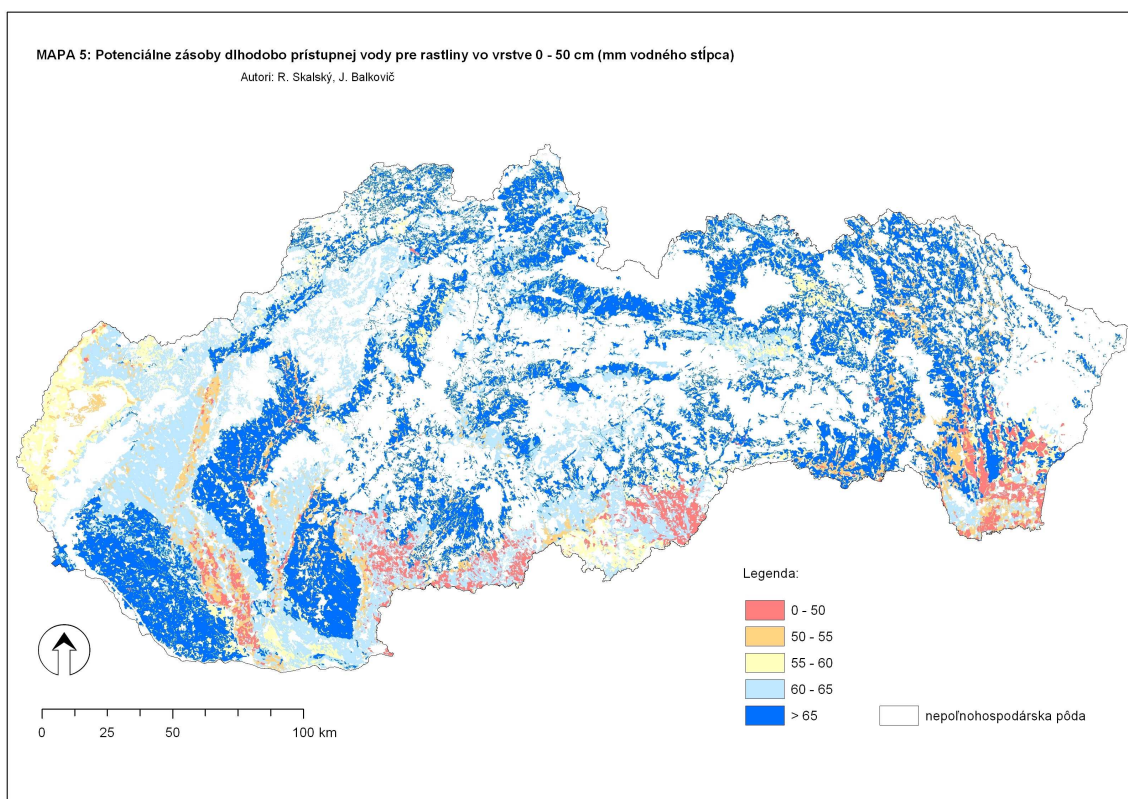 MAPA 5: Potenciálne zásoby dlhodobo prístupnej vody pre rastliny vo vrstve 0 - 50 cm (mm vodného stĺpca)
Autori: R. Skalský, J. Balkovič
Legenda:
0 - 50
50 - 55
55 - 60
60 - 65
> 65
nepoľnohospodárska pôda
0 25 50 100 km